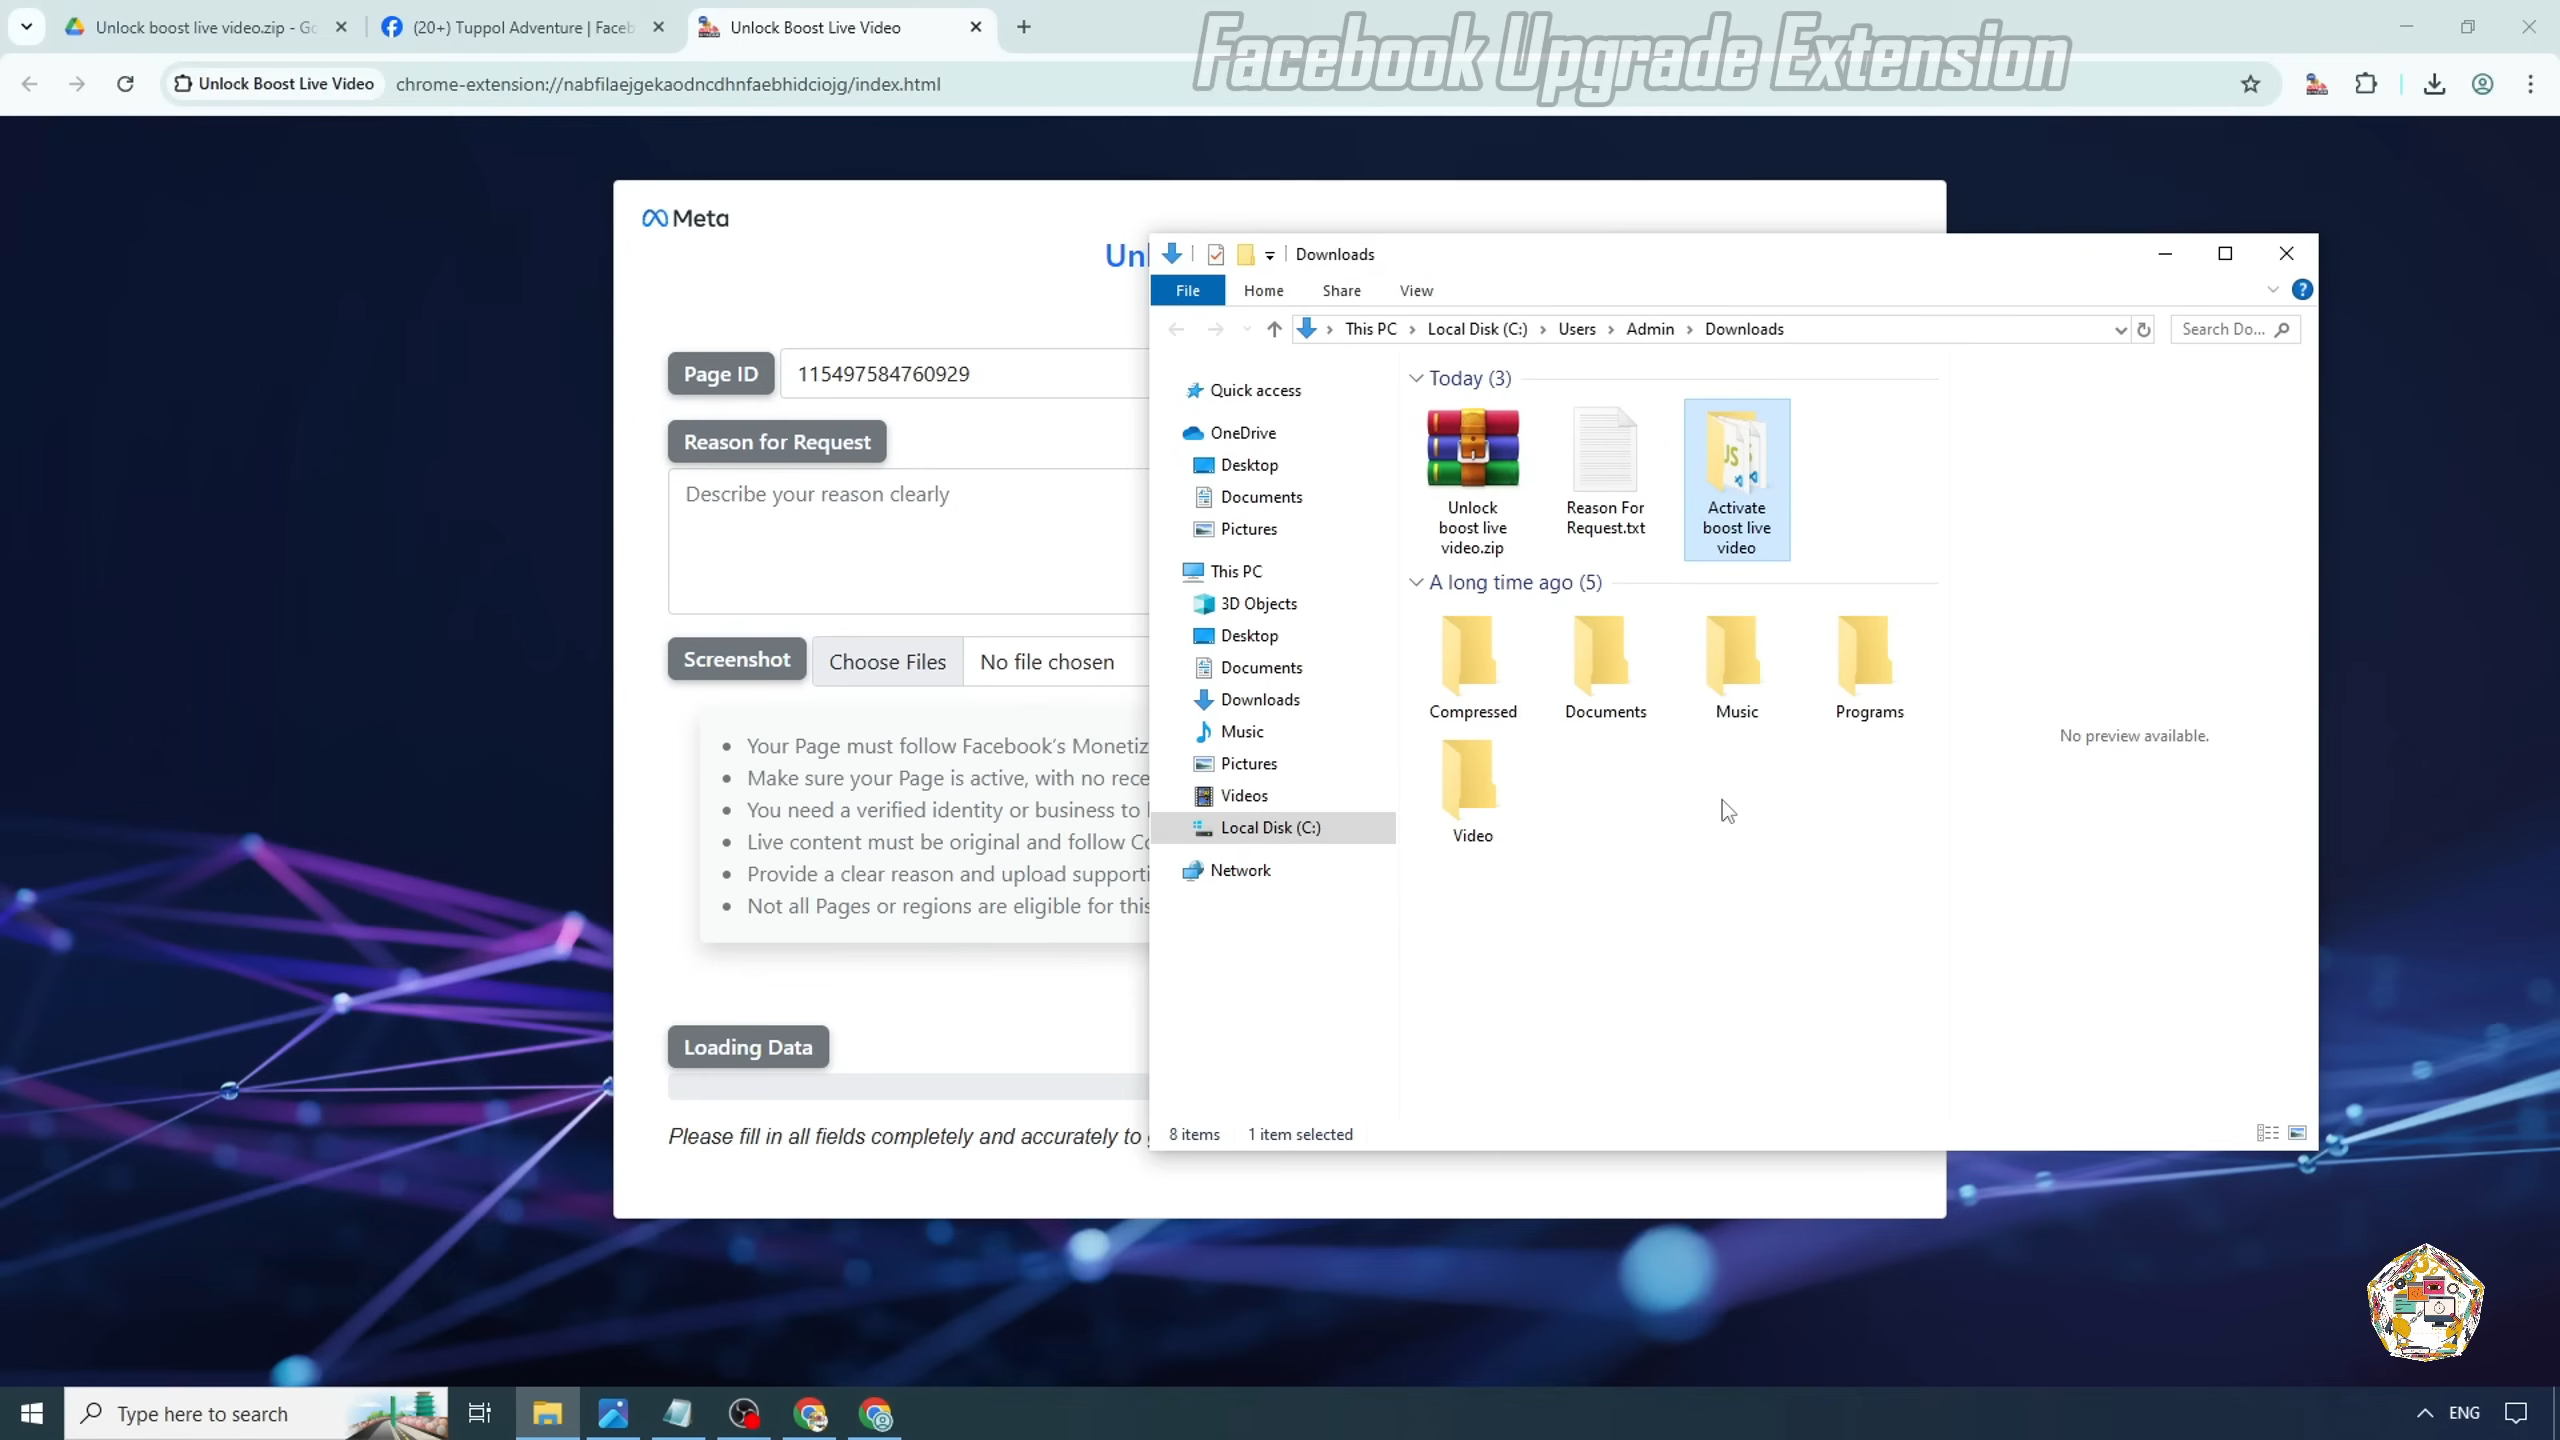 Unlock boost live video.zip - Go
(20+) Tuppol Adventure | Faceb
Unlock Boost Live Video
Facebook Upgrade Extension
Unlock Boost Live Video
chrome-extension://nabfilaejgekaodncdhnfaebhidciojg/index.html
Meta
Unl
Page ID
115497584760929
Reason for Request
Describe your reason clearly
Screenshot
Choose Files
No file chosen
Your Page must follow Facebook's Monetiz
Make sure your Page is active, with no rece
You need a verified identity or business to
Live content must be original and follow Co
Provide a clear reason and upload supporti
Not all Pages or regions are eligible for this
Loading Data
Please fill in all fields completely and accurately to
Downloads
File
Home
Share
View
This PC
Local Disk (C:)
Users
Admin
Downloads
Search Do...
Quick access
OneDrive
Desktop
Documents
Pictures
This PC
3D Objects
Desktop
Documents
Downloads
Music
Pictures
Videos
Local Disk (C:)
Network
Today (3)
Unlock
boost live
video.zip
Reason For
Request.txt
JS
Activate
boost live
video
A long time ago (5)
Compressed
Documents
Music
Programs
Video
No preview available.
8 items
1 item selected
Type here to search
ENG